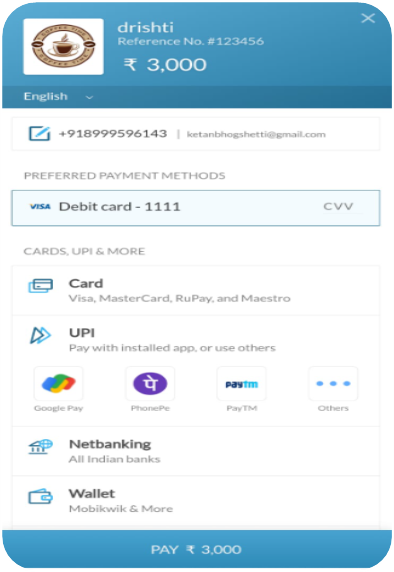 drishti
Reference No. #123456
₹ 3,000
English
+918999596143 | ketanbhogshetti@gmail.com
PREFERRED PAYMENT METHODS
VISA Debit card - 1111 CVV
CARDS, UPI & MORE
Card
Visa, MasterCard, RuPay, and Maestro
UPI
Pay with installed app, or use others
पे paytm
Google Pay PhonePe PayTM Others
Netbanking
All Indian banks
Wallet
Mobikwik & More
PAY ₹ 3,000